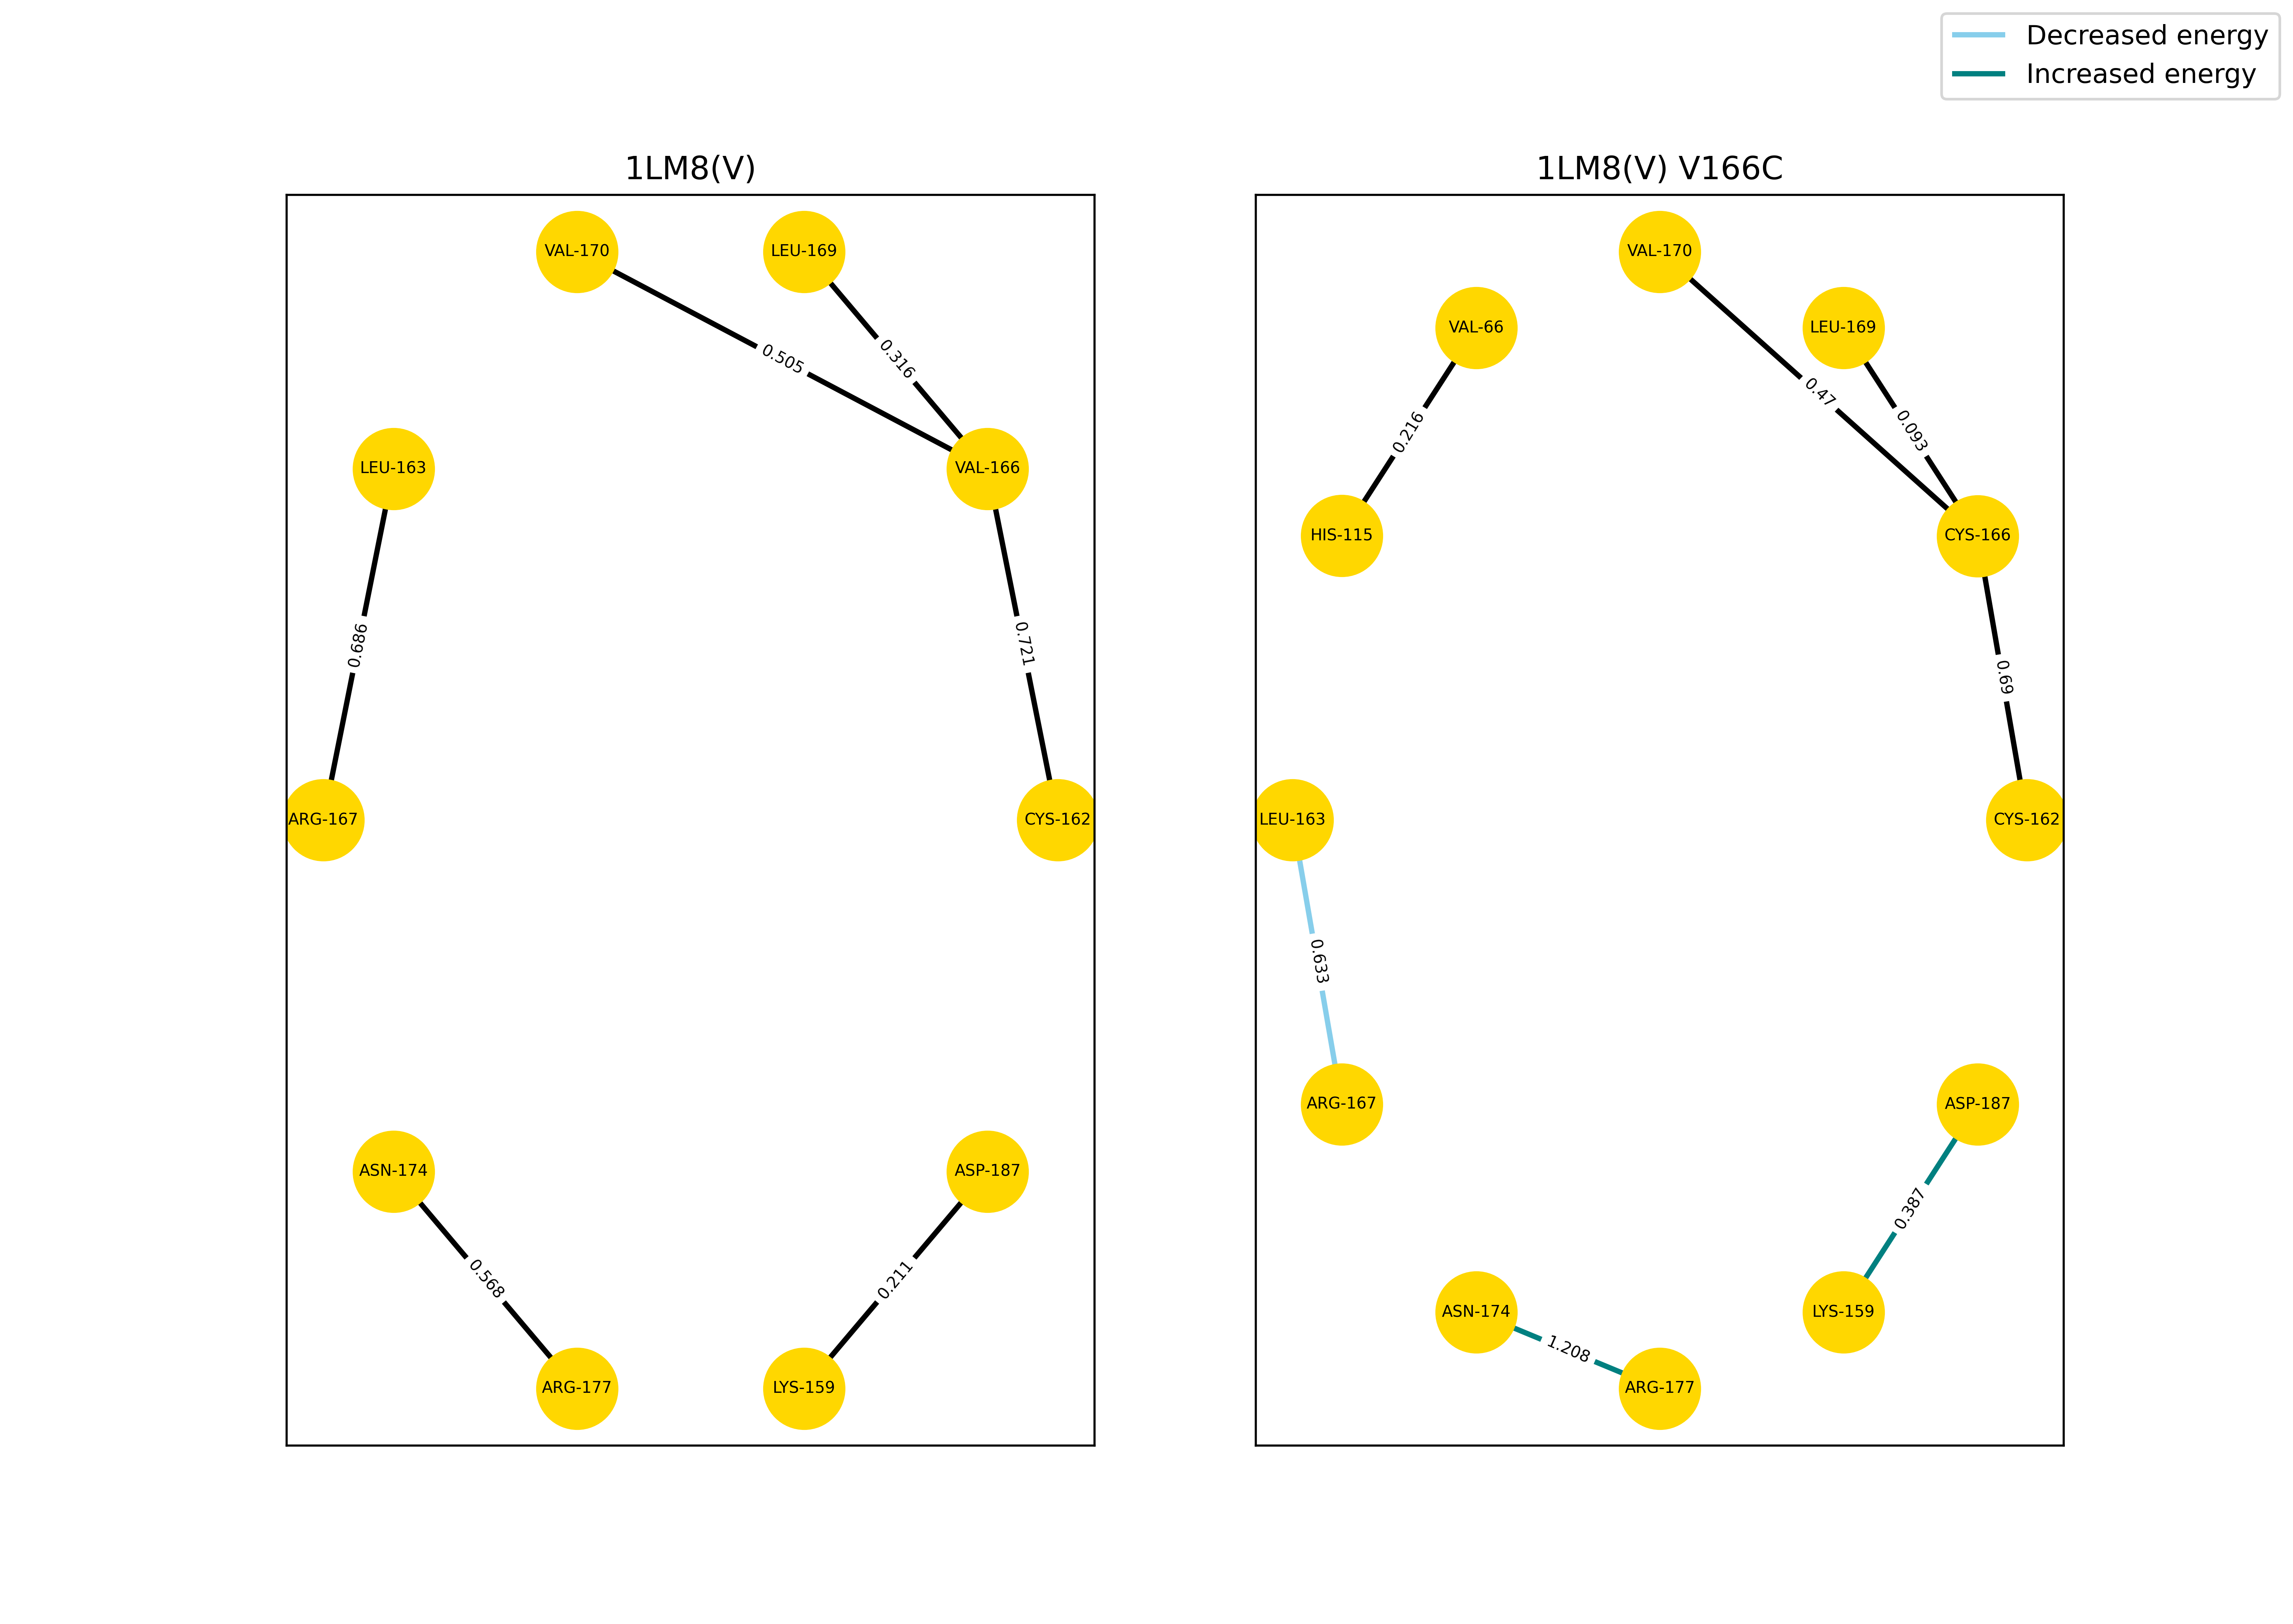 Decreased energy
Increased energy
1LM8(V)
VAL-170
LEU-169
0.505
0.316
LEU-163
VAL-166
0.686
0.721
ARG-167
CYS-162
ASN-174
ASP-187
0.568
0.211
ARG-177
LYS-159
1LM8(V) V166C
VAL-170
VAL-66
LEU-169
0.47
0.216
0.093
HIS-115
CYS-166
0.69
LEU-163
CYS-162
0.633
ARG-167
ASP-187
0.387
ASN-174
LYS-159
1.208
ARG-177